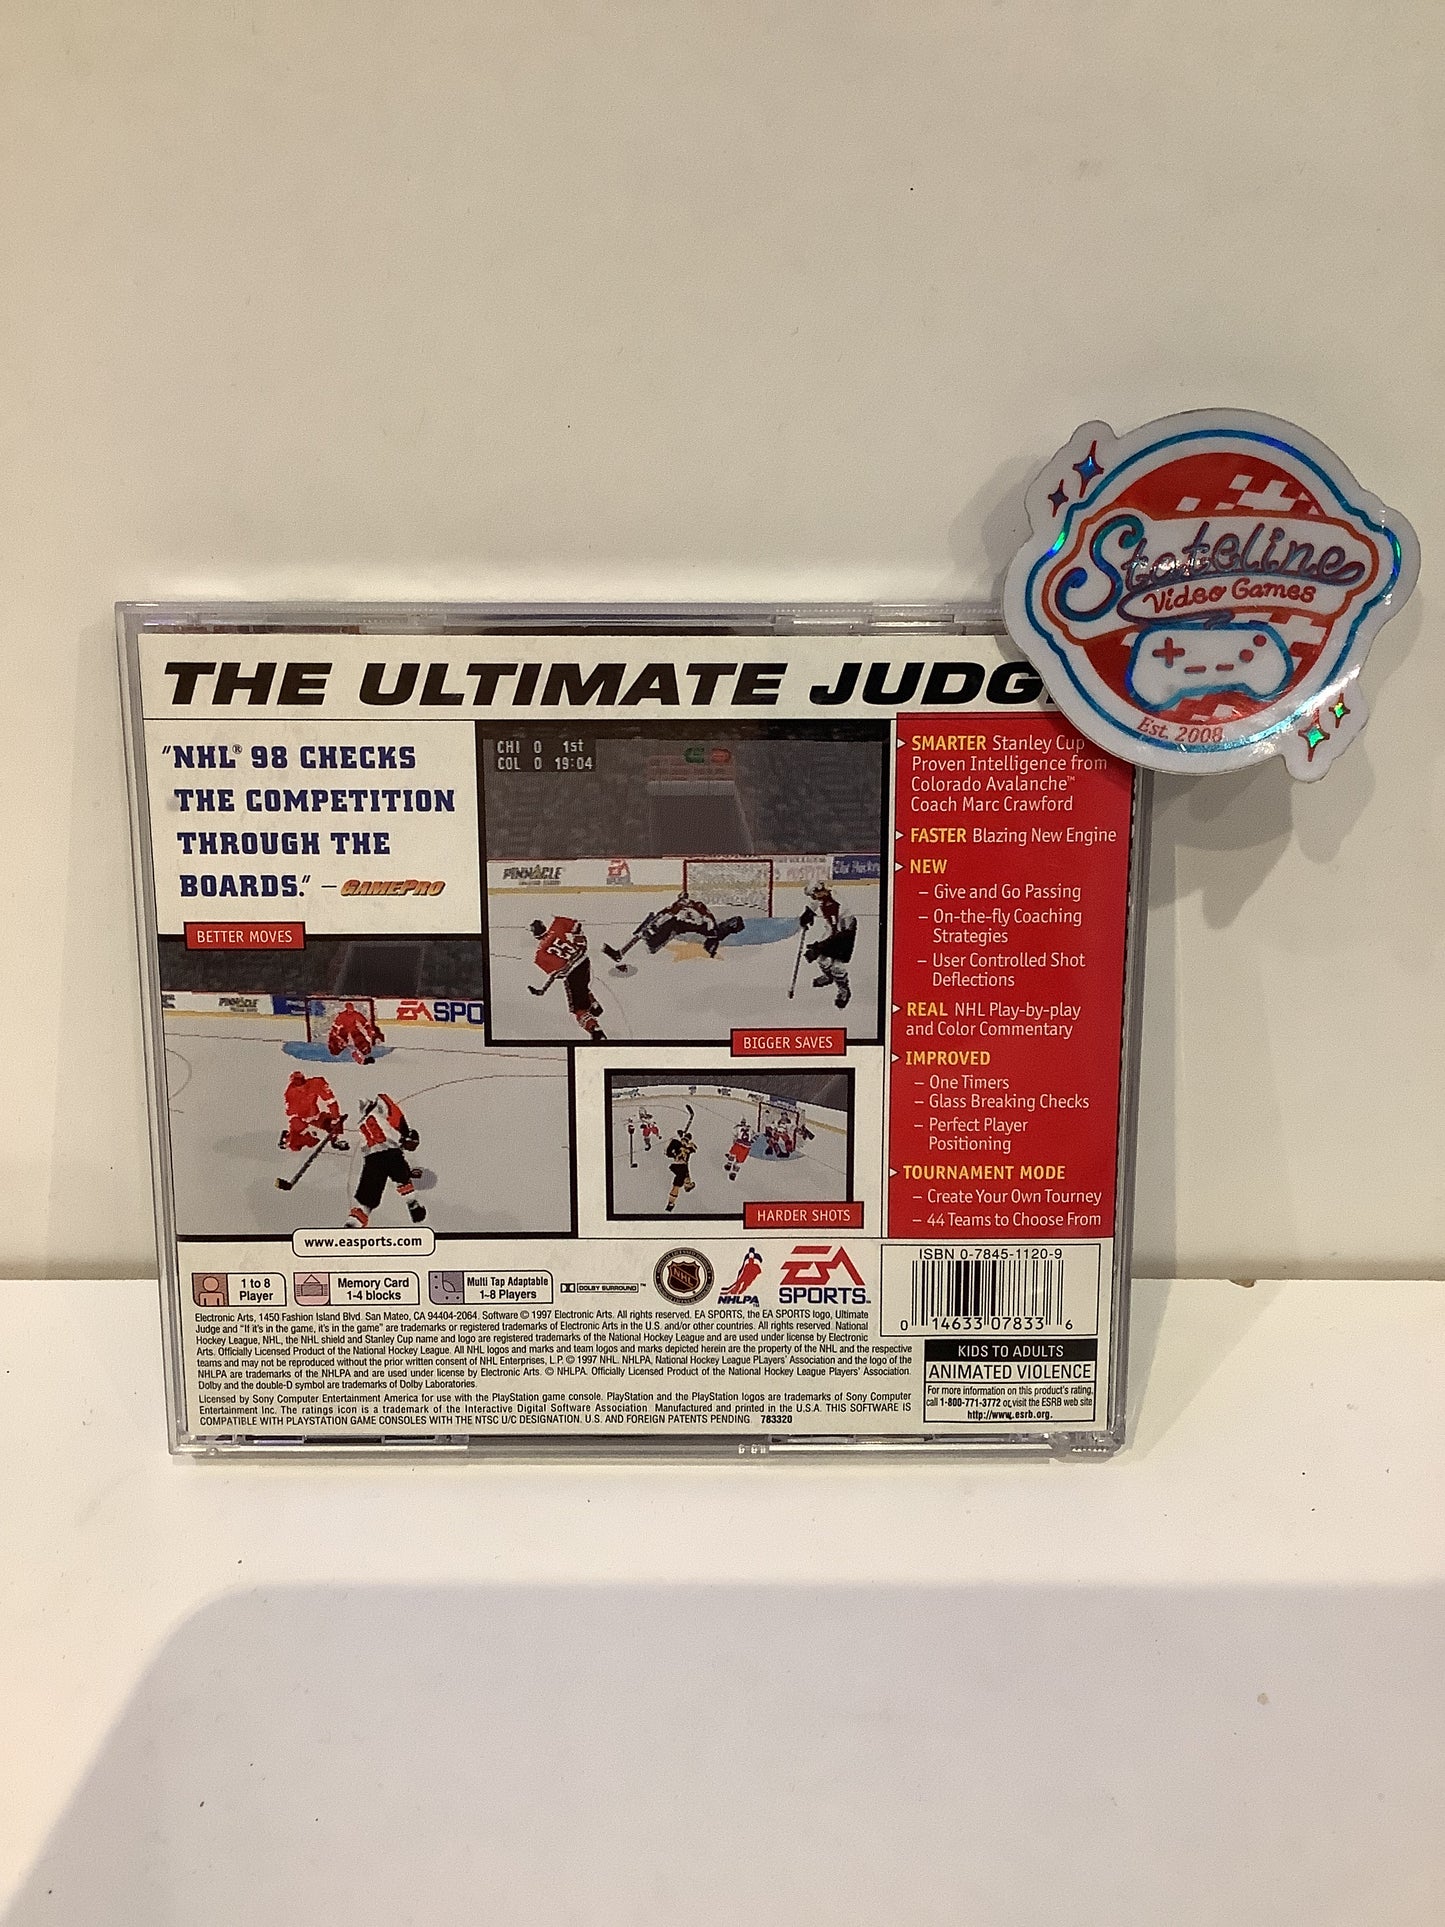 Stateline
Video Games
Est. 2008
THE ULTIMATE JUDG
"NHL® 98 CHECKS
THE COMPETITION
THROUGH THE
BOARDS." – GAMEPRO
BETTER MOVES
CHI 0 1st
COL 0 19:04
PINNACLE
EA SPORTS
BIGGER SAVES
PINNACLE
EA SPO
HARDER SHOTS
www.easports.com
SMARTER Stanley Cup
Proven Intelligence from
Colorado Avalanche™
Coach Marc Crawford
FASTER Blazing New Engine
NEW
– Give and Go Passing
– On-the-fly Coaching
Strategies
– User Controlled Shot
Deflections
REAL NHL Play-by-play
and Color Commentary
IMPROVED
– One Timers
– Glass Breaking Checks
– Perfect Player
Positioning
TOURNAMENT MODE
– Create Your Own Tourney
– 44 Teams to Choose From
1 to 8
Player
Memory Card
1-4 blocks
Multi Tap Adaptable
1-8 Players
DOLBY SURROUND™
NHL
NHLPA™
EA
SPORTS™
ISBN 0-7845-1120-9
0 14633 07833 6
KIDS TO ADULTS
ANIMATED VIOLENCE
For more information on this product's rating,
call 1-800-771-3772 or visit the ESRB web site
http://www.esrb.org.
Electronic Arts, 1450 Fashion Island Blvd. San Mateo, CA 94404-2064. Software © 1997 Electronic Arts. All rights reserved. EA SPORTS, the EA SPORTS logo, Ultimate
Judge and "If it's in the game, it's in the game" are trademarks or registered trademarks of Electronic Arts in the U.S. and/or other countries. All rights reserved. National
Hockey League, NHL, the NHL shield and Stanley Cup name and logo are registered trademarks of the National Hockey League and are used under license by Electronic
Arts. Officially Licensed Product of the National Hockey League. All NHL logos and marks and team logos and marks depicted herein are the property of the NHL and the respective
teams and may not be reproduced without the prior written consent of NHL Enterprises, L.P. © 1997 NHL. NHLPA, National Hockey League PLayers' Association and the logo of the
NHLPA are trademarks of the NHLPA and are used under license by Electronic Arts. © NHLPA. Officially Licensed Product of the National Hockey League Players' Association.
Dolby and the double-D symbol are trademarks of Dolby Laboratories.
Licensed by Sony Computer Entertainment America for use with the PlayStation game console. PlayStation and the PlayStation logos are trademarks of Sony Computer
Entertainment Inc. The ratings icon is a trademark of the Interactive Digital Software Association. Manufactured and printed in the U.S.A. THIS SOFTWARE IS
COMPATIBLE WITH PLAYSTATION GAME CONSOLES WITH THE NTSC U/C DESIGNATION. U.S. AND FOREIGN PATENTS PENDING. 783320